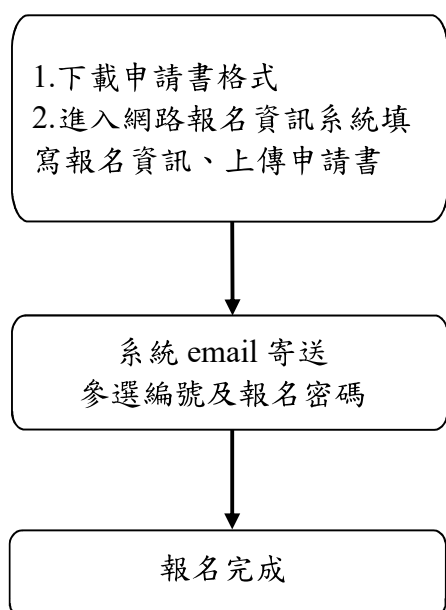 1.下載申請書格式
2.進入網路報名資訊系統填
寫報名資訊、上傳申請書
系統 email 寄送
參選編號及報名密碼
報名完成